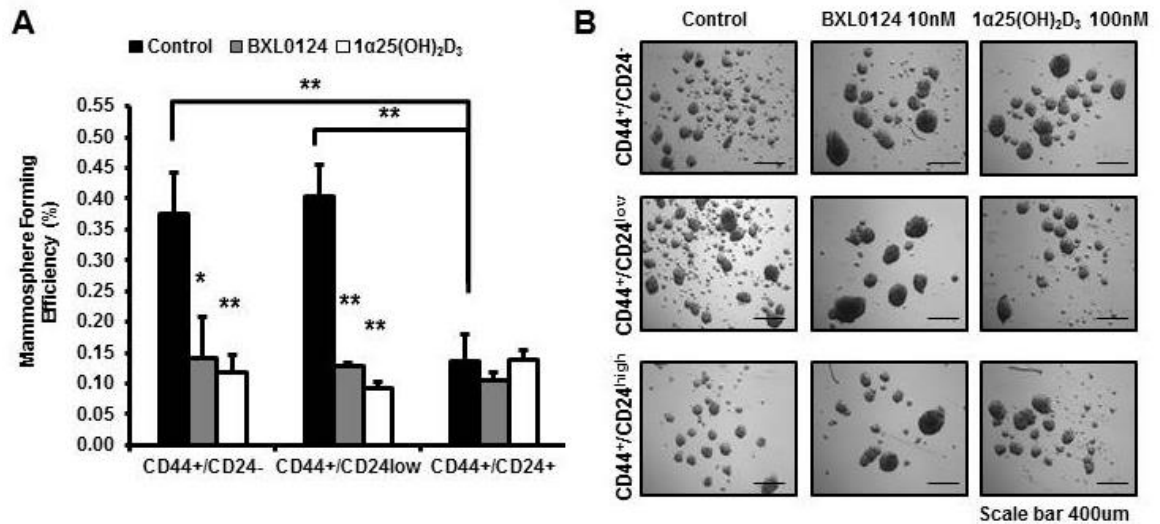 A
Control BXL0124 1α25(OH)₂D₃
Mammosphere Forming
Efficiency (%)
0.55
0.50
0.45
0.40
0.35
0.30
0.25
0.20
0.15
0.10
0.05
0.00
**
**
*
**
**
**
CD44+/CD24- CD44+/CD24low CD44+/CD24+
B
Control BXL0124 10nM 1α25(OH)₂D₃ 100nM
CD44⁺/CD24⁻
CD44⁺/CD24ˡᵒʷ
CD44⁺/CD24ʰⁱᵍʰ
Scale bar 400um